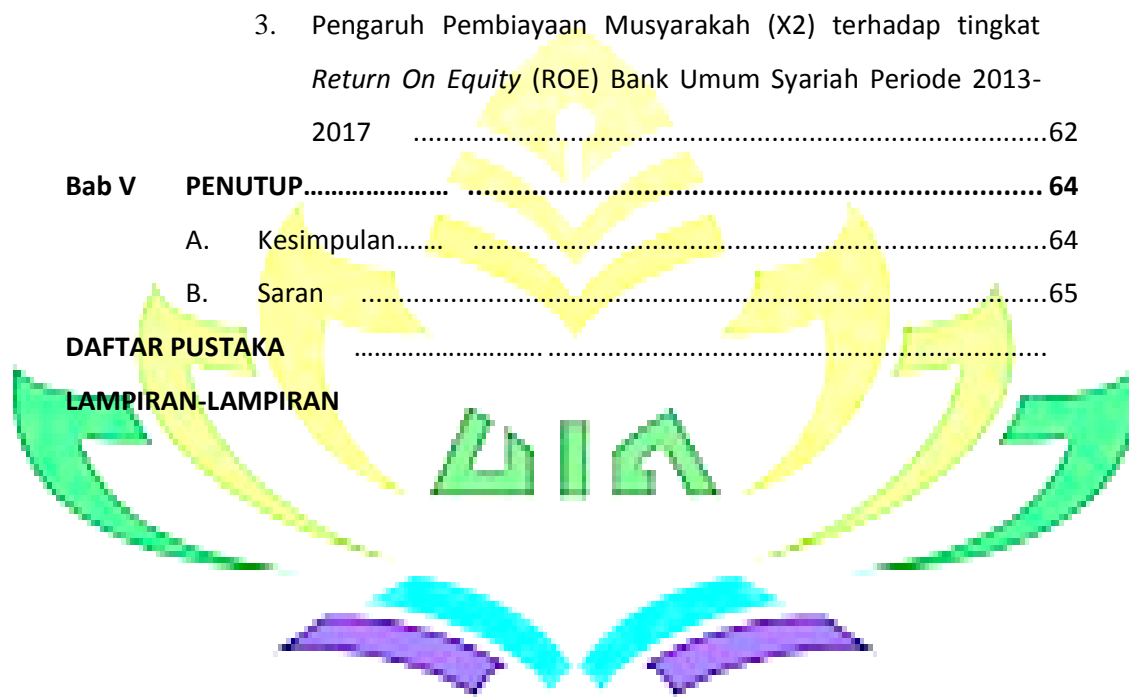 3. Pengaruh Pembiayaan Musyarakah (X2) terhadap tingkat
Return On Equity (ROE) Bank Umum Syariah Periode 2013-
2017 ....................................................................................62
Bab V PENUTUP..................... ............................................................................. 64
A. Kesimpulan....... ............................................................................64
B. Saran ...........................................................................................65
DAFTAR PUSTAKA ......................... ...................................................................
LAMPIRAN-LAMPIRAN